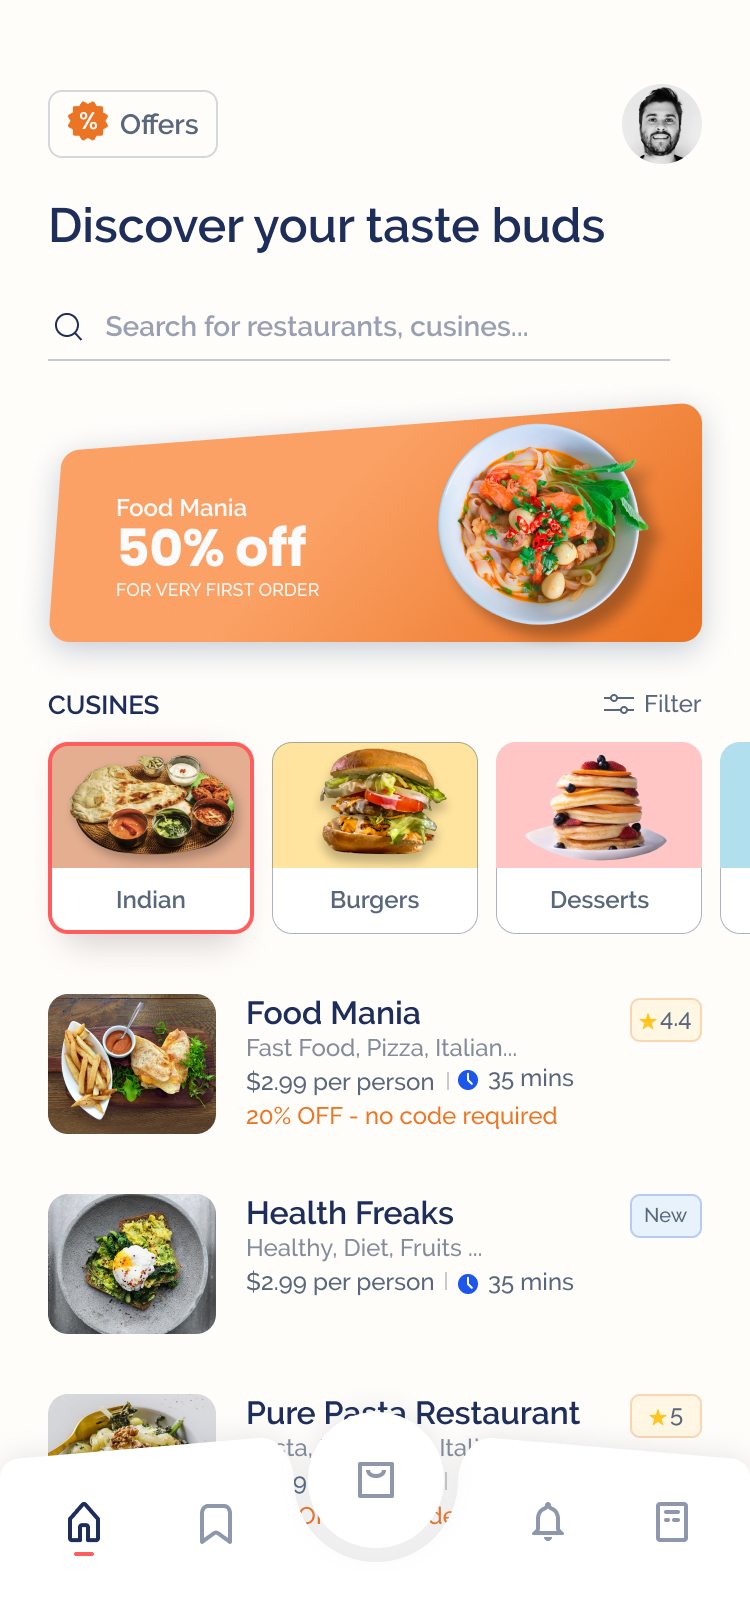 % Offers
Discover your taste buds
Search for restaurants, cusines...
Food Mania
50% off
FOR VERY FIRST ORDER
CUSINES
Filter
Indian
Burgers
Desserts
Food Mania
4.4
Fast Food, Pizza, Italian...
$2.99 per person
35 mins
20% OFF - no code required
Health Freaks
New
Healthy, Diet, Fruits ...
$2.99 per person
35 mins
Pure Pasta Restaurant
5